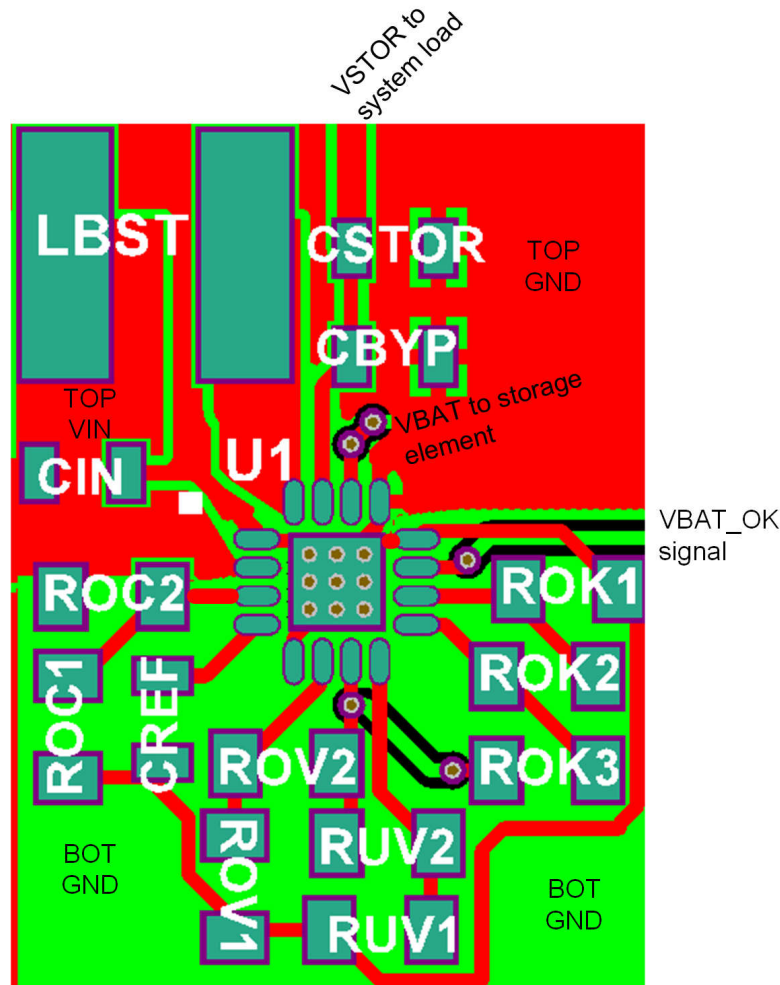 VSTOR to
system load
LBST
CSTOR
TOP
GND
CBYP
TOP
VIN
VBAT to storage
element
U1
CIN
VBAT_OK
signal
ROC2
ROK1
ROC1
CREF
ROK2
ROV2
ROK3
ROV1
RUV2
BOT
GND
BOT
GND
RUV1